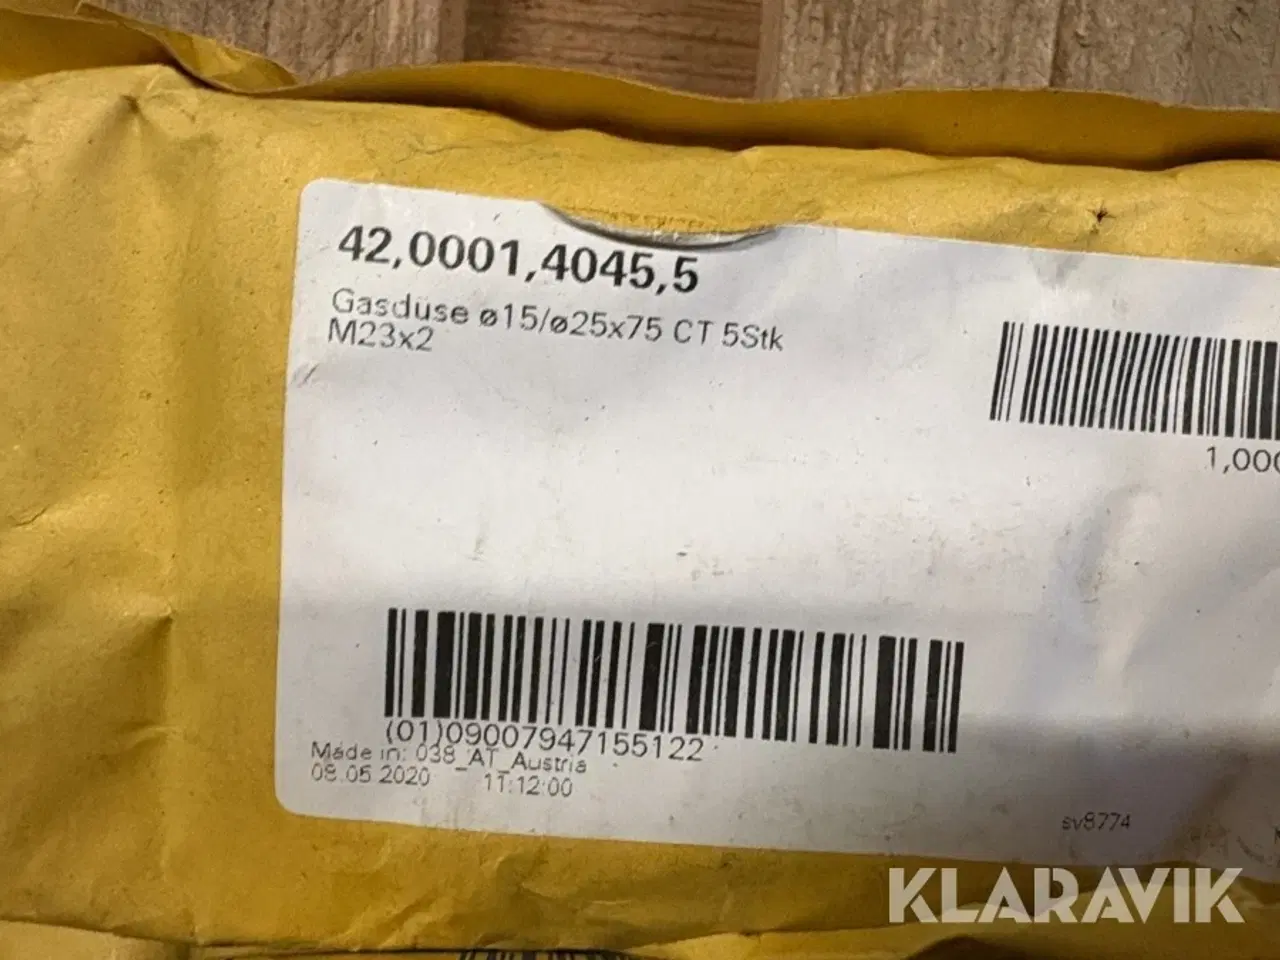 42,0001,4045,5
Gasdüse ø15/ø25x75 CT 5Stk
M23x2
1,000
(01)09007947155122
Made in: 038_AT_Austria
08.05.2020 11:12:00
sv8774
KLARAVIK